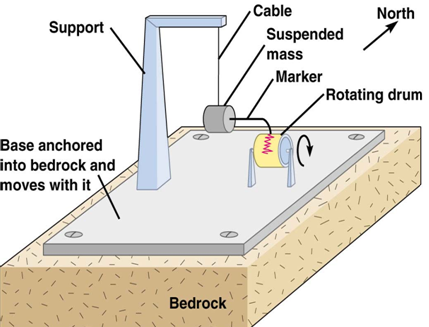 Support
Cable
North
Suspended
mass
Marker
Rotating drum
Base anchored
into bedrock and
moves with it
Bedrock